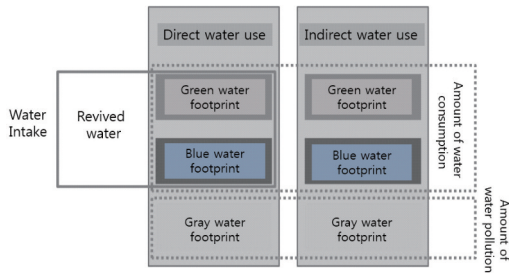 Direct water use
Indirect water use
Green water
footprint
Green water
footprint
Water
Intake
Revived
water
Blue water
footprint
Blue water
footprint
Amount of water
consumption
Gray water
footprint
Gray water
footprint
Amount of
water pollution